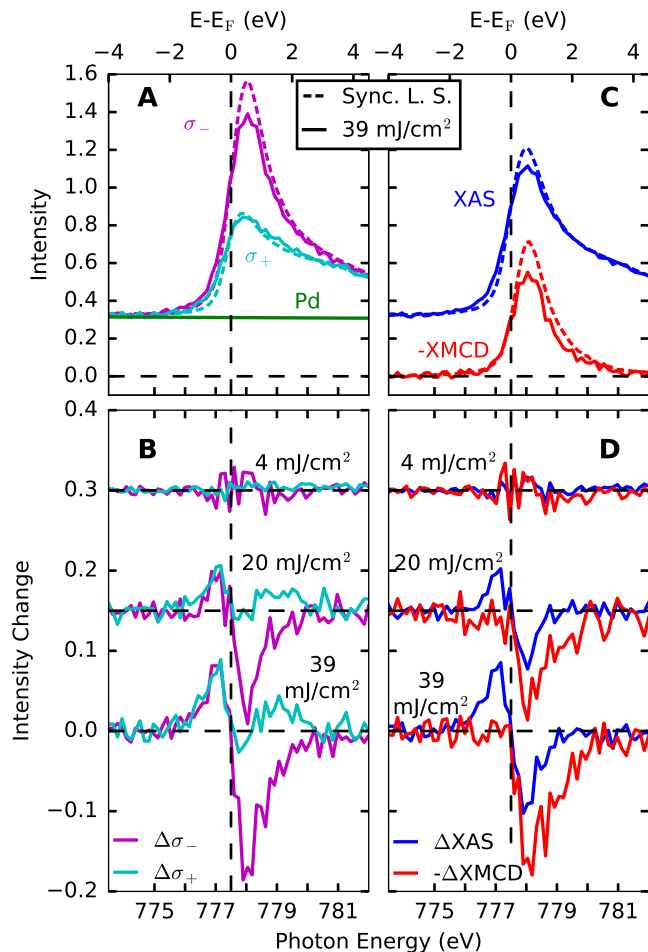 E-E_F (eV) E-E_F (eV)
−4 −2 0 2 4 −4 −2 0 2 4
1.6
1.4
1.2
1.0
0.8
0.6
0.4
0.2
0.0
Intensity
A
σ₋
σ₊
Pd
Sync. L. S.
39 mJ/cm²
C
XAS
-XMCD
0.4
0.3
0.2
0.1
0.0
−0.1
−0.2
Intensity Change
B
4 mJ/cm²
20 mJ/cm²
39
mJ/cm²
Δσ₋
Δσ₊
D
4 mJ/cm²
20 mJ/cm²
39
mJ/cm²
ΔXAS
-ΔXMCD
775 777 779 781 775 777 779 781
Photon Energy (eV)